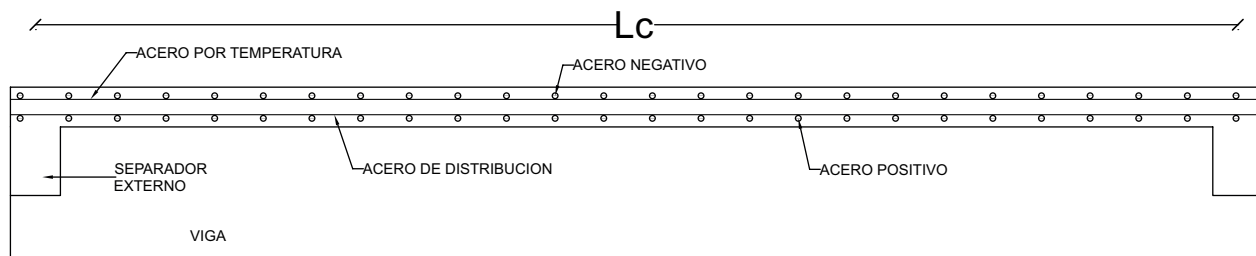 Lc
ACERO POR TEMPERATURA
ACERO NEGATIVO
SEPARADOR
EXTERNO
ACERO DE DISTRIBUCION
ACERO POSITIVO
VIGA